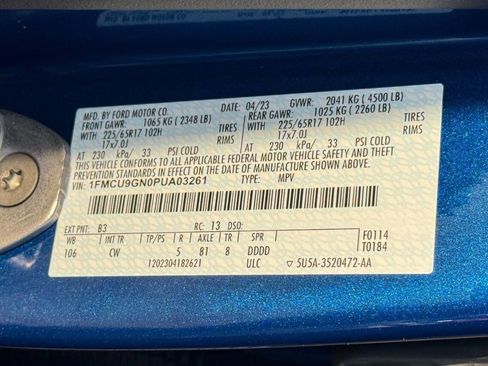 MFD. BY FORD MOTOR CO.
04/23 GVWR: 2041 KG ( 4500 LB)
FRONT GAWR: 1065 KG ( 2348 LB) REAR GAWR: 1025 KG ( 2260 LB)
WITH 225/65R17 102H TIRES WITH 225/65R17 102H TIRES
17x7.0J RIMS 17x7.0J RIMS
AT 230 kPa/ 33 PSI COLD AT 230 kPa/ 33 PSI COLD
THIS VEHICLE CONFORMS TO ALL APPLICABLE FEDERAL MOTOR VEHICLE SAFETY AND THEFT
PREVENTION STANDARDS IN EFFECT ON THE DATE OF MANUFACTURE SHOWN ABOVE.
VIN: 1FMCU9GN0PUA03261 TYPE: MPV
EXT PNT: B3 RC: 13 DSO:
WB INT TR TP/PS R AXLE TR SPR
F0114
106 CW 5 81 8 DDDD
T0184
1202304182621 ULC 5U5A-3520472-AA